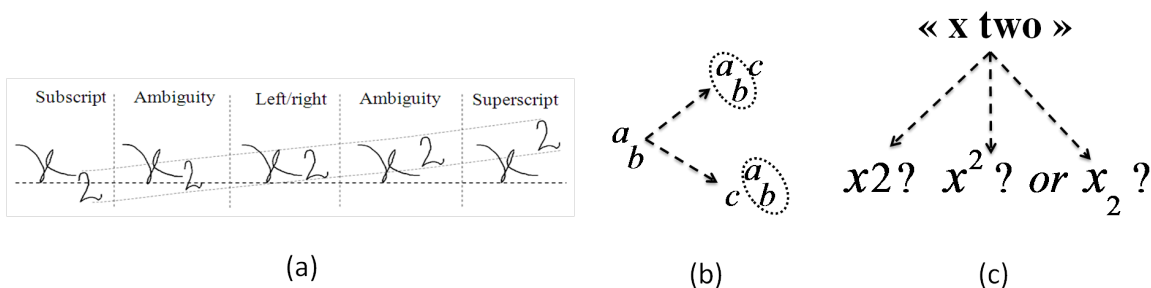 Subscript Ambiguity Left/right Ambiguity Superscript
x₂ x₂ x2 x² x²
(a)
a c
b
a
b
a
c b
(b)
« x two »
x2? x² ? or x₂ ?
(c)